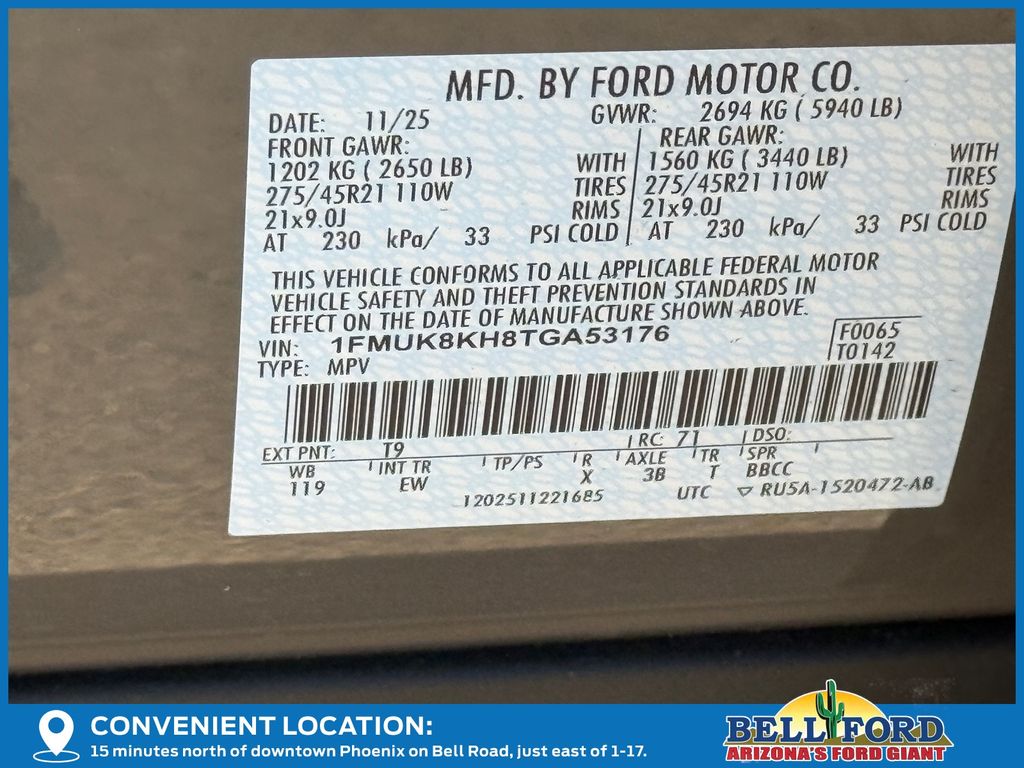 MFD. BY FORD MOTOR CO.
DATE: 11/25 GVWR: 2694 KG ( 5940 LB)
FRONT GAWR: REAR GAWR:
1202 KG ( 2650 LB) WITH 1560 KG ( 3440 LB) WITH
275/45R21 110W TIRES 275/45R21 110W TIRES
21x9.0J RIMS 21x9.0J RIMS
AT 230 kPa/ 33 PSI COLD AT 230 kPa/ 33 PSI COLD
THIS VEHICLE CONFORMS TO ALL APPLICABLE FEDERAL MOTOR
VEHICLE SAFETY AND THEFT PREVENTION STANDARDS IN
EFFECT ON THE DATE OF MANUFACTURE SHOWN ABOVE.
VIN: 1FMUK8KH8TGA53176 F0065
TYPE: MPV T0142
EXT PNT: T9 RC: 71 DSO:
WB INT TR TP/PS R AXLE TR SPR
119 EW X 3B T BBCC
1202511221685 UTC ▽ RU5A-1520472-AB
CONVENIENT LOCATION:
15 minutes north of downtown Phoenix on Bell Road, just east of 1-17.
BELL FORD
ARIZONA'S FORD GIANT